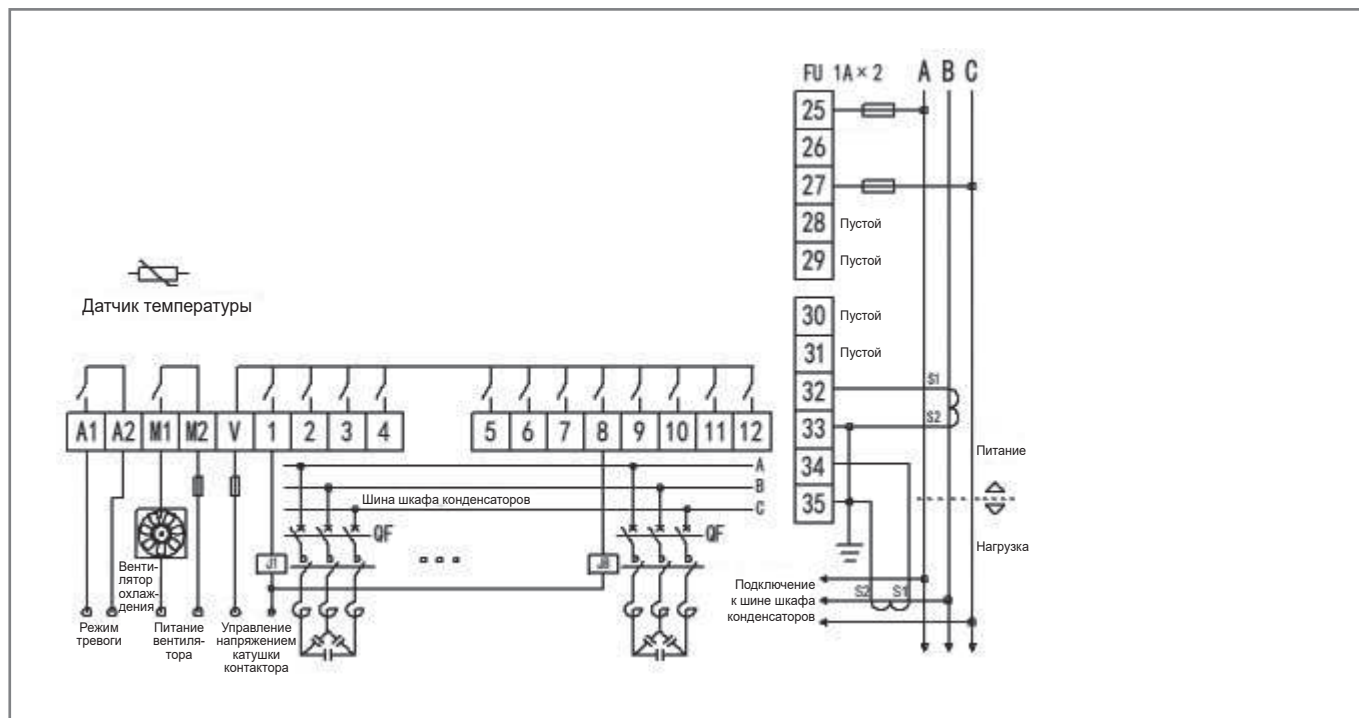 FU 1A×2 A B C
25
26
27
28 Пустой
29 Пустой
30 Пустой
31 Пустой
32 S1
33 S2
34
35
Питание
Нагрузка
Датчик температуры
A1 A2 M1 M2 V 1 2 3 4
5 6 7 8 9 10 11 12
A
B
C
Шина шкафа конденсаторов
QF
QF
J1
J8
Венти-
лятор
охлаж-
дения
Режим
тревоги
Питание
вентиля-
тора
Управление
напряжением
катушки
контактора
Подключение
к шине шкафа
конденсаторов
S2 S1